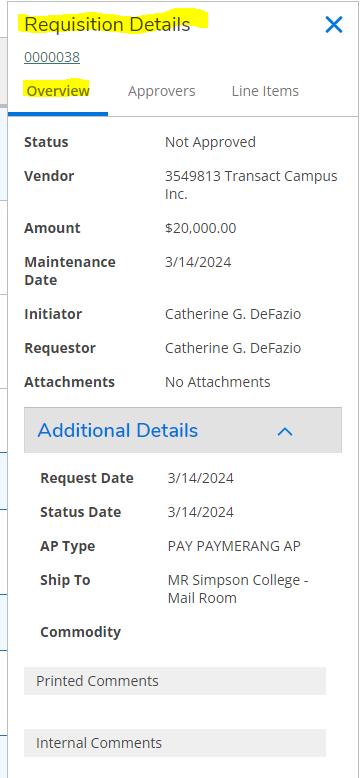 Requisition Details
0000038
Overview Approvers Line Items
Status Not Approved
Vendor 3549813 Transact Campus
Inc.
Amount $20,000.00
Maintenance 3/14/2024
Date
Initiator Catherine G. DeFazio
Requestor Catherine G. DeFazio
Attachments No Attachments
Additional Details
Request Date 3/14/2024
Status Date 3/14/2024
AP Type PAY PAYMERANG AP
Ship To MR Simpson College -
Mail Room
Commodity
Printed Comments
Internal Comments